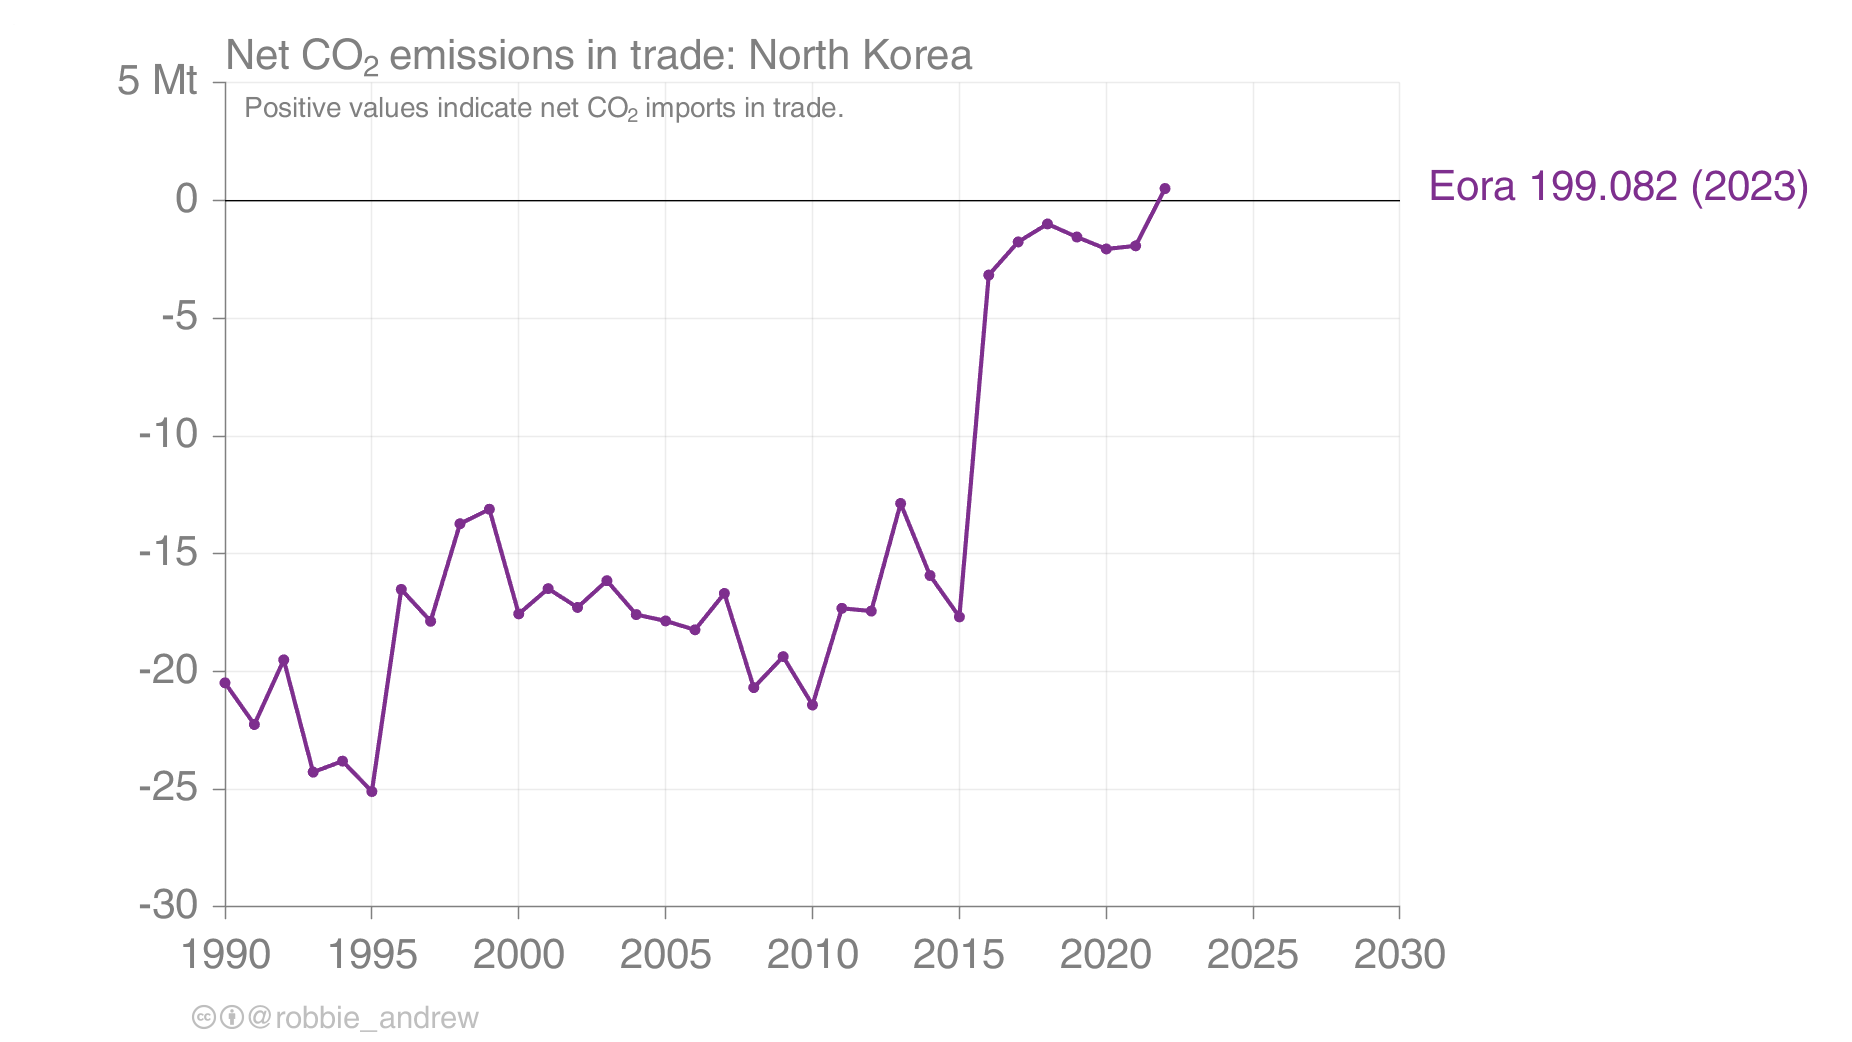 Net CO₂ emissions in trade: North Korea
5 Mt
Positive values indicate net CO₂ imports in trade.
Eora 199.082 (2023)
0
-5
-10
-15
-20
-25
-30
1990 1995 2000 2005 2010 2015 2020 2025 2030
cc @robbie_andrew